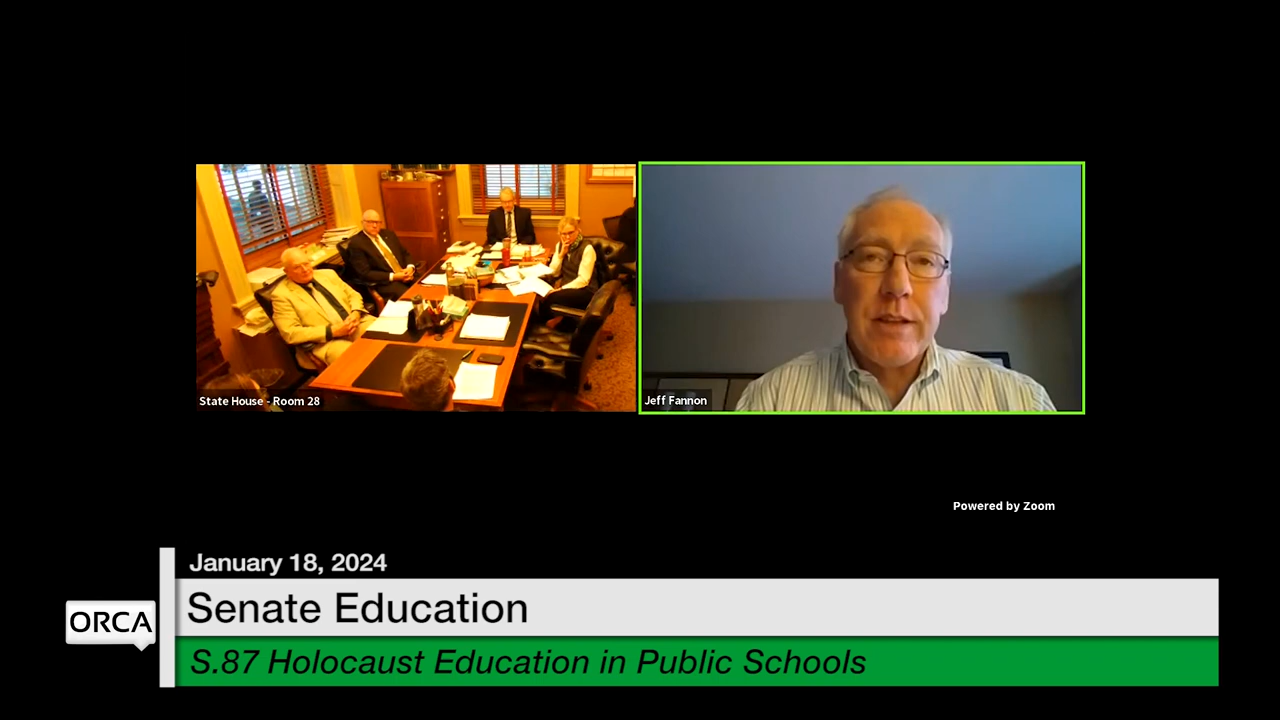 State House - Room 28
Jeff Fannon
Powered by Zoom
January 18, 2024
Senate Education
ORCA
S.87 Holocaust Education in Public Schools